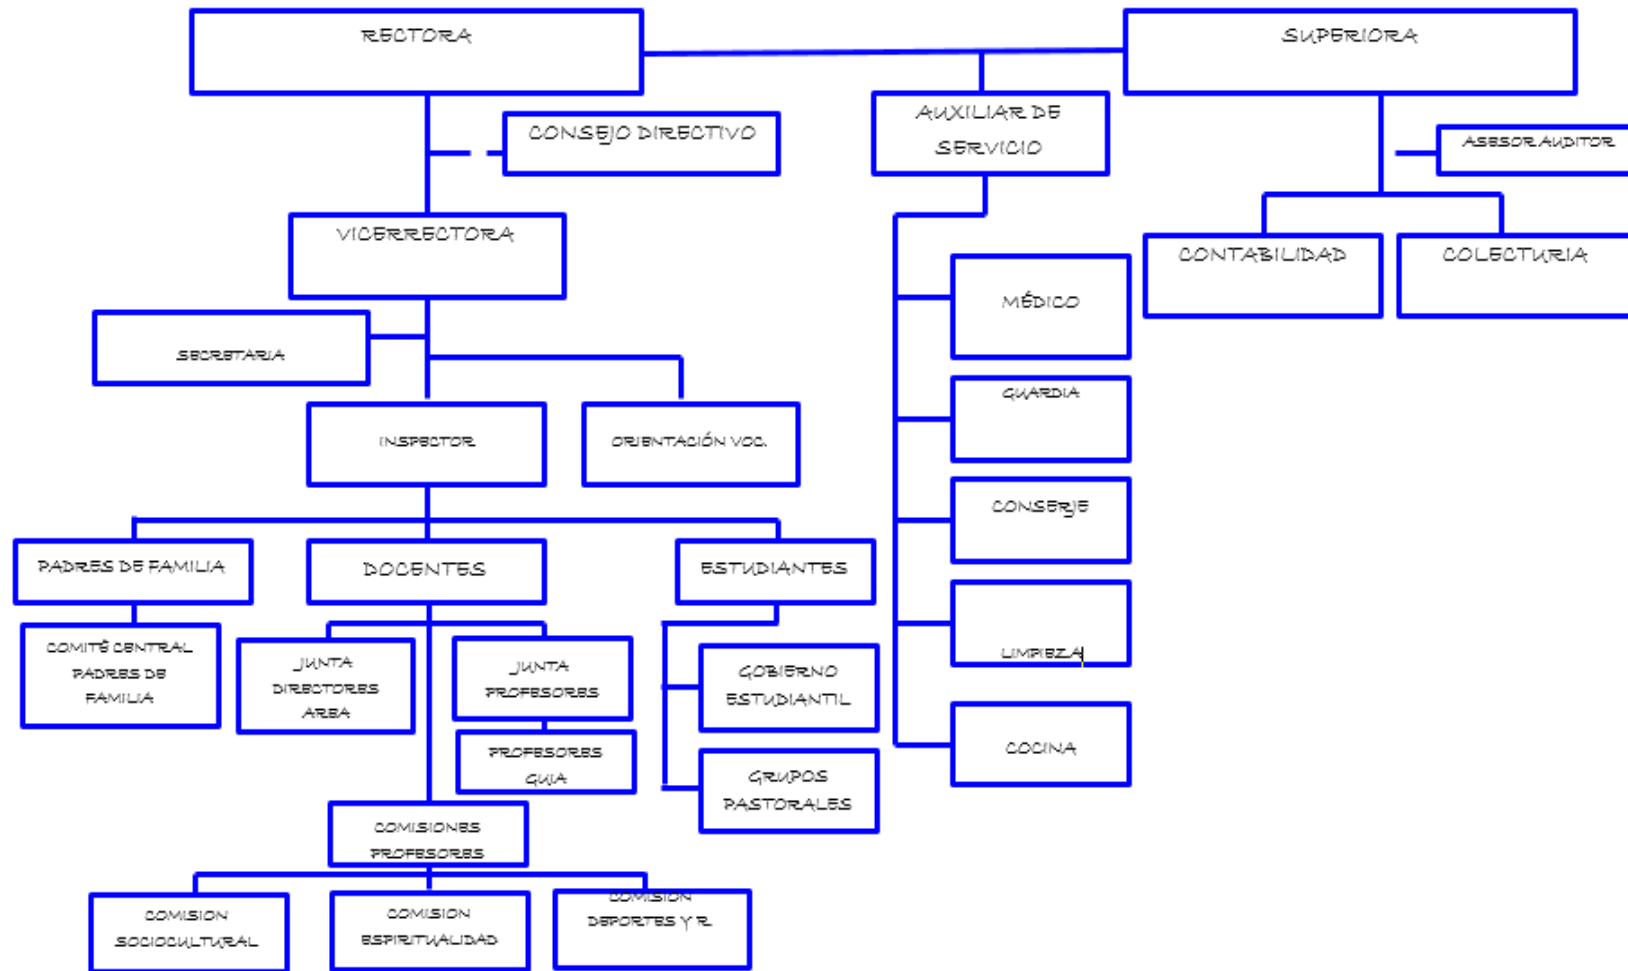 RECTORA
SUPERIORA
CONSEJO DIRECTIVO
AUXILIAR DE
SERVICIO
ASESOR AUDITOR
VICERRECTORA
CONTABILIDAD
COLECTURIA
MÉDICO
SECRETARIA
GUARDIA
INSPECTOR
ORIENTACIÓN VOC.
CONSERJE
PADRES DE FAMILIA
DOCENTES
ESTUDIANTES
LIMPIEZA
COMITÉ CENTRAL
PADRES DE
FAMILIA
JUNTA
DIRECTORES
AREA
JUNTA
PROFESORES
GOBIERNO
ESTUDIANTIL
COCINA
PROFESORES
GUIA
GRUPOS
PASTORALES
COMISIONES
PROFESORES
COMISION
SOCIOCULTURAL
COMISION
ESPIRITUALIDAD
COMISION
DEPORTES Y R.